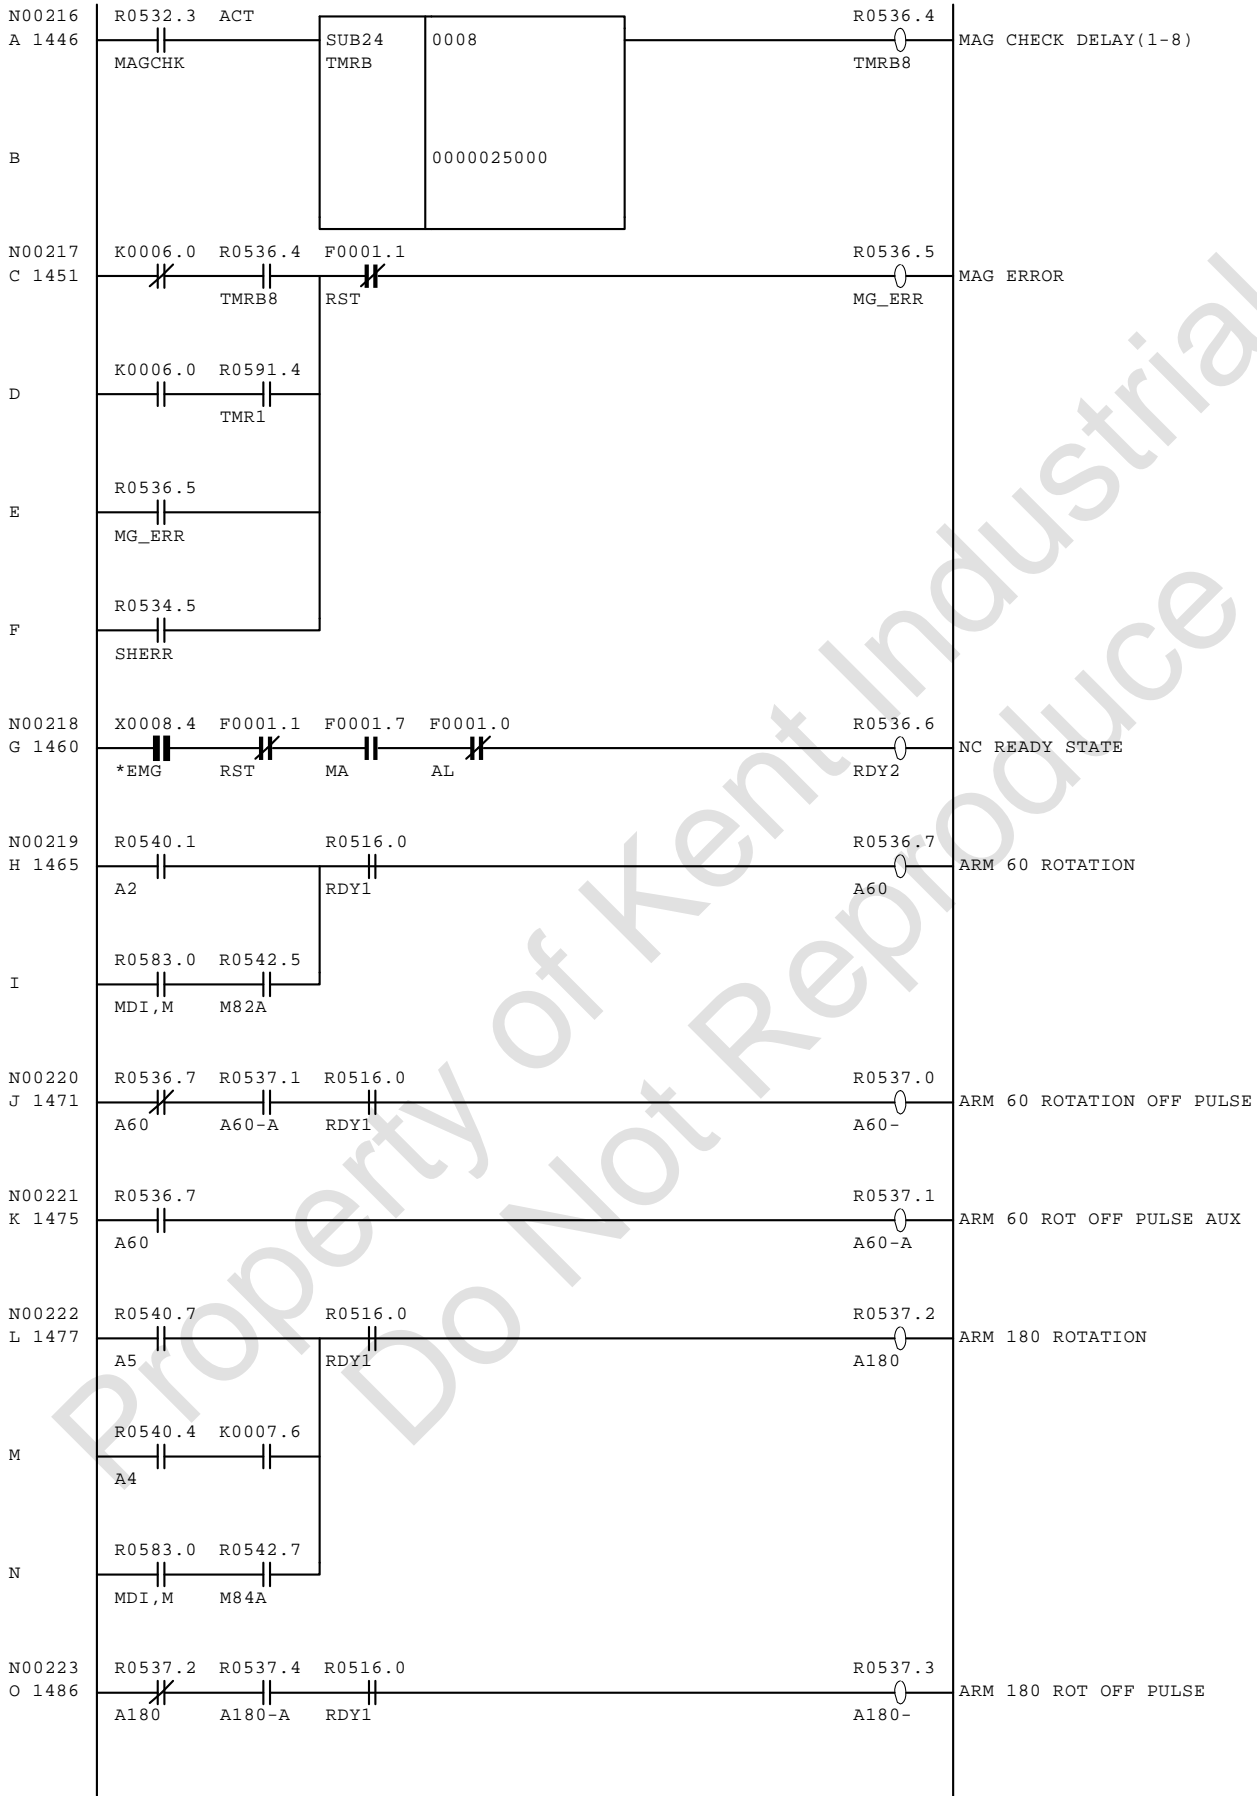 N00216 R0532.3 ACT R0536.4
A 1446 SUB24 0008 MAG CHECK DELAY(1-8)
MAGCHK TMRB TMRB8
B 0000025000
N00217 K0006.0 R0536.4 F0001.1 R0536.5
C 1451 MAG ERROR
TMRB8 RST MG_ERR
K0006.0 R0591.4
D
TMR1
R0536.5
E
MG_ERR
R0534.5
F
SHERR
N00218 X0008.4 F0001.1 F0001.7 F0001.0 R0536.6
G 1460 NC READY STATE
*EMG RST MA AL RDY2
N00219 R0540.1 R0516.0 R0536.7
H 1465 ARM 60 ROTATION
A2 RDY1 A60
R0583.0 R0542.5
I
MDI,M M82A
N00220 R0536.7 R0537.1 R0516.0 R0537.0
J 1471 ARM 60 ROTATION OFF PULSE
A60 A60-A RDY1 A60-
N00221 R0536.7 R0537.1
K 1475 ARM 60 ROT OFF PULSE AUX
A60 A60-A
N00222 R0540.7 R0516.0 R0537.2
L 1477 ARM 180 ROTATION
A5 RDY1 A180
R0540.4 K0007.6
M
A4
R0583.0 R0542.7
N
MDI,M M84A
N00223 R0537.2 R0537.4 R0516.0 R0537.3
O 1486 ARM 180 ROT OFF PULSE
A180 A180-A RDY1 A180-
Property of Kent Industrial
Do Not Reproduce